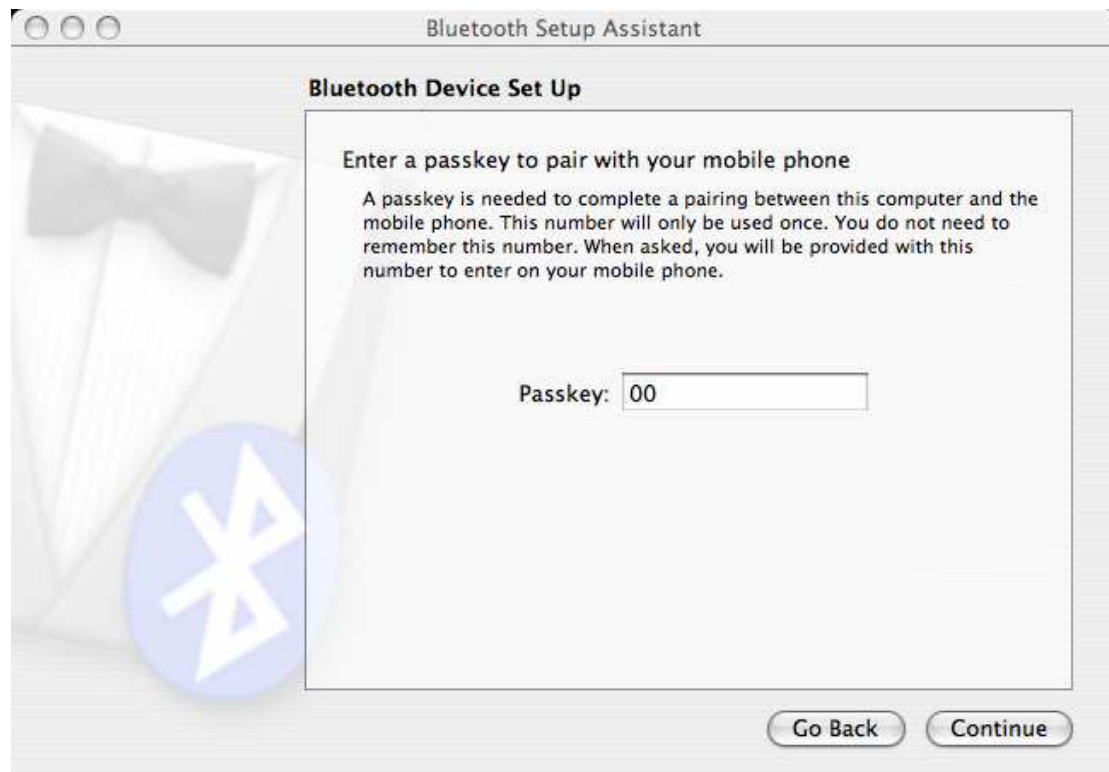 Bluetooth Setup Assistant
Bluetooth Device Set Up
Enter a passkey to pair with your mobile phone
A passkey is needed to complete a pairing between this computer and the
mobile phone. This number will only be used once. You do not need to
remember this number. When asked, you will be provided with this
number to enter on your mobile phone.
Passkey: 00
Go Back Continue